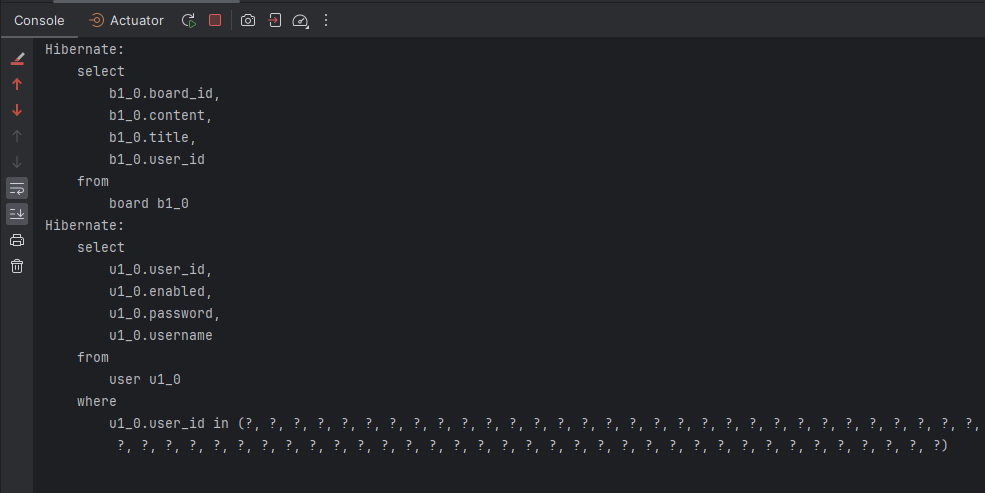 Console
Actuator
Hibernate:
select
b1_0.board_id,
b1_0.content,
b1_0.title,
b1_0.user_id
from
board b1_0
Hibernate:
select
u1_0.user_id,
u1_0.enabled,
u1_0.password,
u1_0.username
from
user u1_0
where
u1_0.user_id in (?, ?, ?, ?, ?, ?, ?, ?, ?, ?, ?, ?, ?, ?, ?, ?, ?, ?, ?, ?, ?, ?, ?, ?, ?, ?, ?, ?, ?, ?, ?,
?, ?, ?, ?, ?, ?, ?, ?, ?, ?, ?, ?, ?, ?, ?, ?, ?, ?, ?, ?, ?, ?, ?, ?, ?, ?, ?, ?, ?, ?, ?, ?, ?, ?, ?)